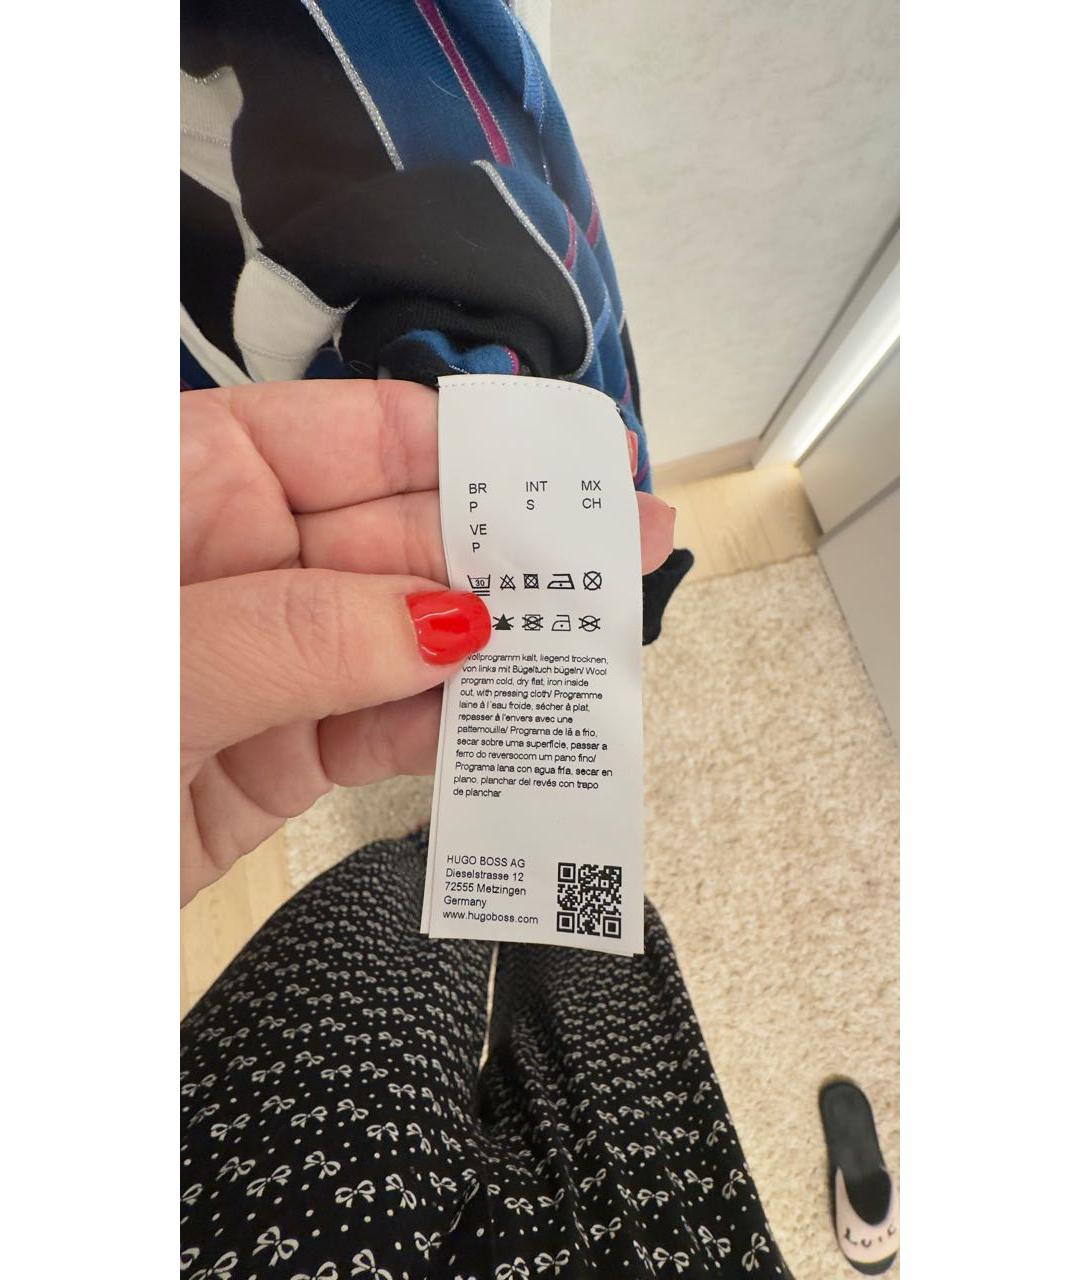 BR INT MX
P S CH
VE
P
30
Wollprogramm kalt, liegend trocknen,
von links mit Bügeltuch bügeln/ Wool
program cold, dry flat, iron inside
out, with pressing cloth/ Programme
laine à l'eau froide, sécher à plat,
repasser à l'envers avec une
pattemouille/ Programa de lã a frio,
secar sobre uma superfície, passar a
ferro do reversocom um pano fino/
Programa lana con agua fría, secar en
plano, planchar del revés con trapo
de planchar
HUGO BOSS AG
Dieselstrasse 12
72555 Metzingen
Germany
www.hugoboss.com